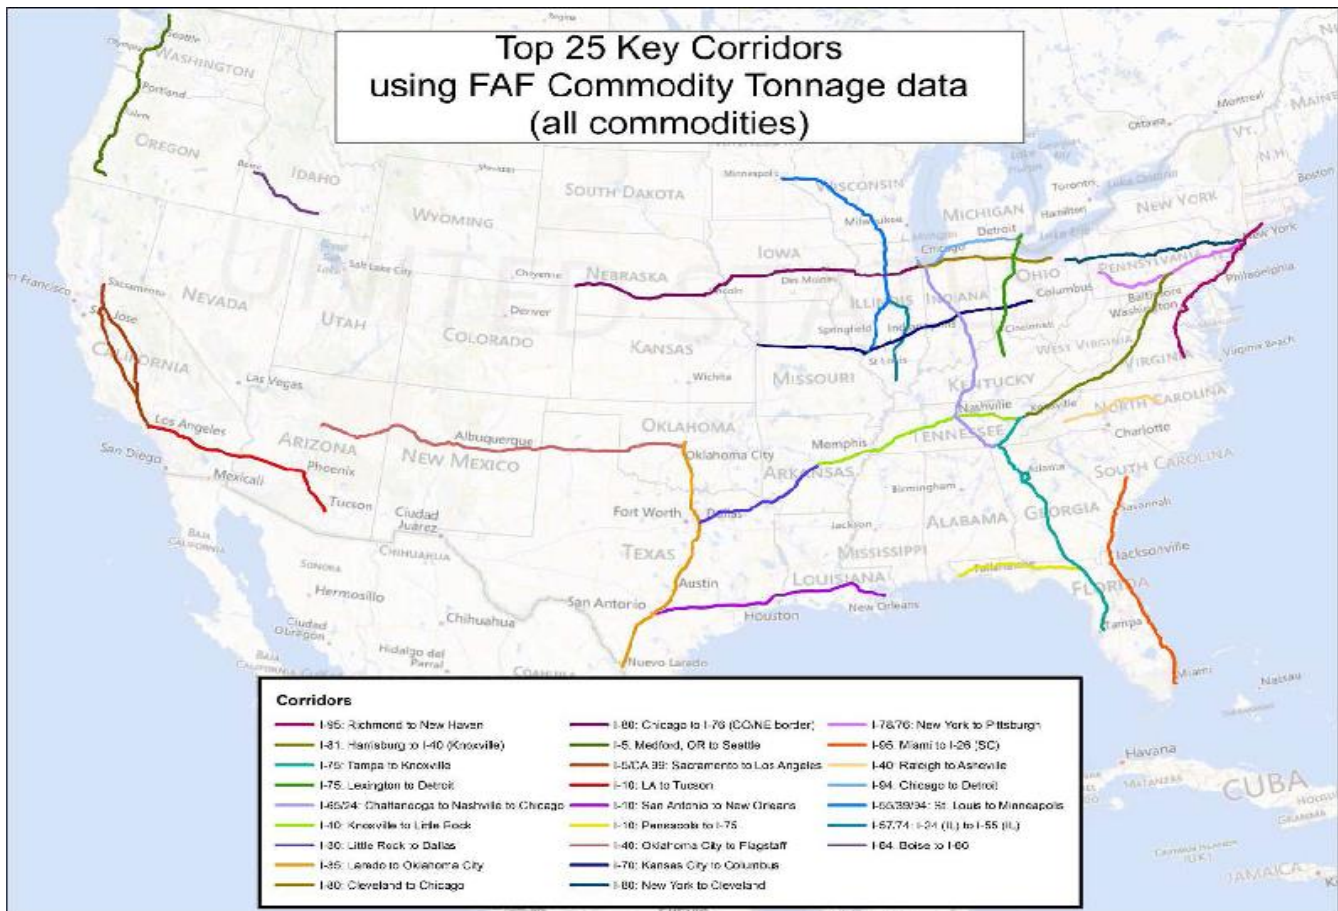 Regina
Seattle
Olympia
WASHINGTON
Portland
Salem
OREGON
Boise
IDAHO
WYOMING
SOUTH DAKOTA
Minneapolis
WISCONSIN
Milwaukee
MICHIGAN
Detroit
Chicago
Toronto
Hamilton
Lake Ontario
Ottawa
Montreal
MAINE
VT.
N.H.
Boston
NEW YORK
New York
Top 25 Key Corridors
using FAF Commodity Tonnage data
(all commodities)
San Francisco
Sacramento
San Jose
NEVADA
CALIFORNIA
Salt Lake City
UTAH
Cheyenne
Denver
COLORADO
NEBRASKA
Lincoln
IOWA
Des Moines
ILLINOIS
INDIANA
OHIO
Columbus
PENNSYLVANIA
Philadelphia
Baltimore
Washington
Springfield
Indianapolis
Cincinnati
WEST VIRGINIA
VIRGINIA
Virginia Beach
KANSAS
Wichita
MISSOURI
St Louis
KENTUCKY
Las Vegas
Los Angeles
San Diego
Mexicali
ARIZONA
Phoenix
Tucson
Albuquerque
NEW MEXICO
OKLAHOMA
Oklahoma City
ARKANSAS
Memphis
Nashville
TENNESSEE
Knoxville
NORTH CAROLINA
Charlotte
SOUTH CAROLINA
Atlanta
Birmingham
ALABAMA
GEORGIA
Savannah
Jackson
MISSISSIPPI
Fort Worth
Dallas
TEXAS
Austin
San Antonio
Houston
LOUISIANA
New Orleans
Tallahassee
Jacksonville
FLORIDA
Tampa
Miami
Nassau
Ciudad
Juarez
BAJA
CALIFORNIA
SONORA
CHIHUAHUA
Hermosillo
Chihuahua
Ciudad
Obregon
Hidalgo del
Parral
Nuevo Laredo
Havana
MATANZAS
CUBA
GRANMA
JAMAICA
Corridors
I-95: Richmond to New Haven
I-81: Harrisburg to I-40 (Knoxville)
I-75: Tampa to Knoxville
I-75: Lexington to Detroit
I-65/24: Chattanooga to Nashville to Chicago
I-40: Knoxville to Little Rock
I-30: Little Rock to Dallas
I-35: Laredo to Oklahoma City
I-80: Cleveland to Chicago
I-80: Chicago to I-76 (CO/NE border)
I-5: Medford, OR to Seattle
I-5/CA 99: Sacramento to Los Angeles
I-10: LA to Tucson
I-10: San Antonio to New Orleans
I-10: Pensacola to I-75
I-40: Oklahoma City to Flagstaff
I-70: Kansas City to Columbus
I-80: New York to Cleveland
I-78/76: New York to Pittsburgh
I-95: Miami to I-26 (SC)
I-40: Raleigh to Asheville
I-94: Chicago to Detroit
I-55/39/94: St. Louis to Minneapolis
I-57/74: I-24 (IL) to I-55 (IL)
I-84: Boise to I-86